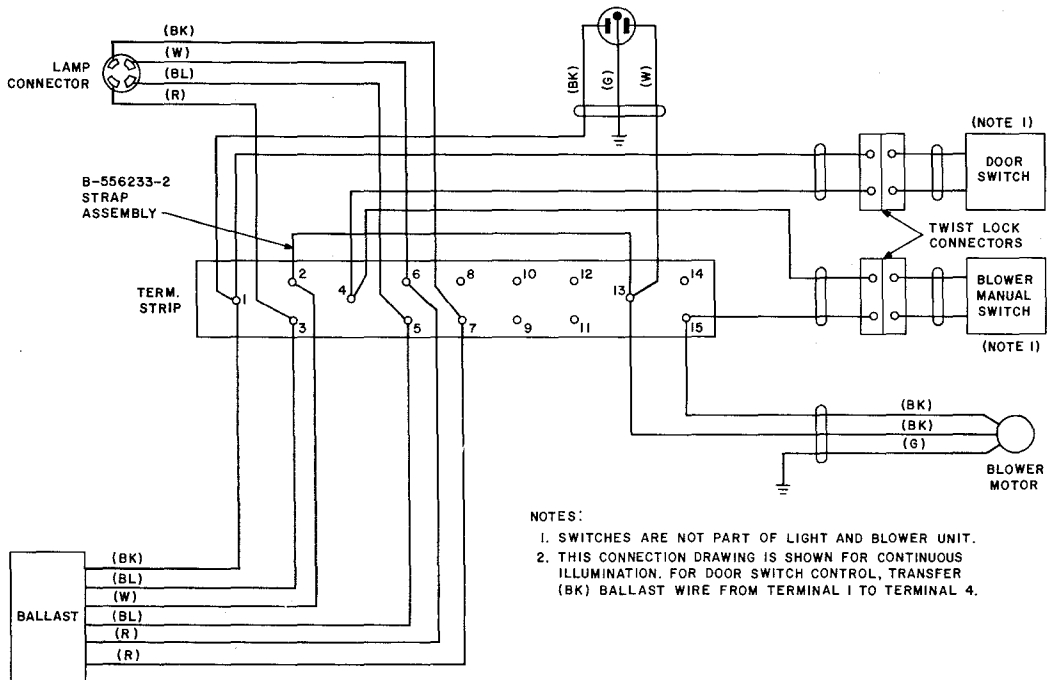 (BK)
(W)
(BL)
(R)
LAMP
CONNECTOR
(BK)
(G)
(W)
(NOTE 1)
DOOR
SWITCH
B-556233-2
STRAP
ASSEMBLY
TWIST LOCK
CONNECTORS
TERM.
STRIP
1
2
3
4
5
6
7
8
9
10
11
12
13
14
15
BLOWER
MANUAL
SWITCH
(NOTE 1)
(BK)
(BK)
(G)
BLOWER
MOTOR
NOTES:
1. SWITCHES ARE NOT PART OF LIGHT AND BLOWER UNIT.
2. THIS CONNECTION DRAWING IS SHOWN FOR CONTINUOUS
ILLUMINATION. FOR DOOR SWITCH CONTROL, TRANSFER
(BK) BALLAST WIRE FROM TERMINAL 1 TO TERMINAL 4.
BALLAST
(BK)
(BL)
(W)
(BL)
(R)
(R)